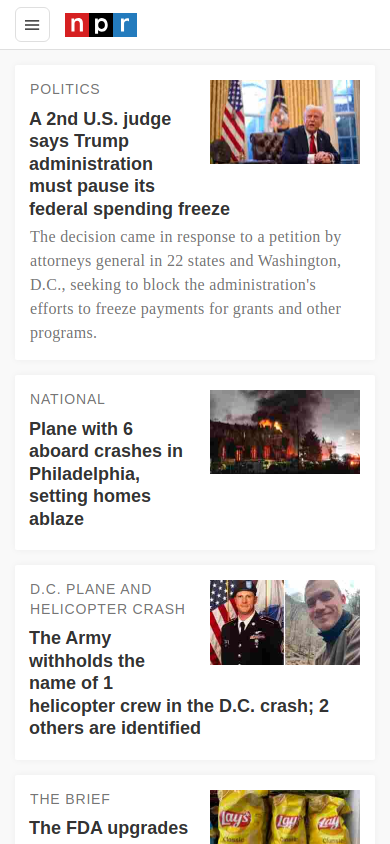 npr
POLITICS
A 2nd U.S. judge
says Trump
administration
must pause its
federal spending freeze
The decision came in response to a petition by
attorneys general in 22 states and Washington,
D.C., seeking to block the administration's
efforts to freeze payments for grants and other
programs.
NATIONAL
Plane with 6
aboard crashes in
Philadelphia,
setting homes
ablaze
D.C. PLANE AND
HELICOPTER CRASH
The Army
withholds the
name of 1
helicopter crew in the D.C. crash; 2
others are identified
THE BRIEF
The FDA upgrades
Lay's Lay's Lay's
Classic Classic